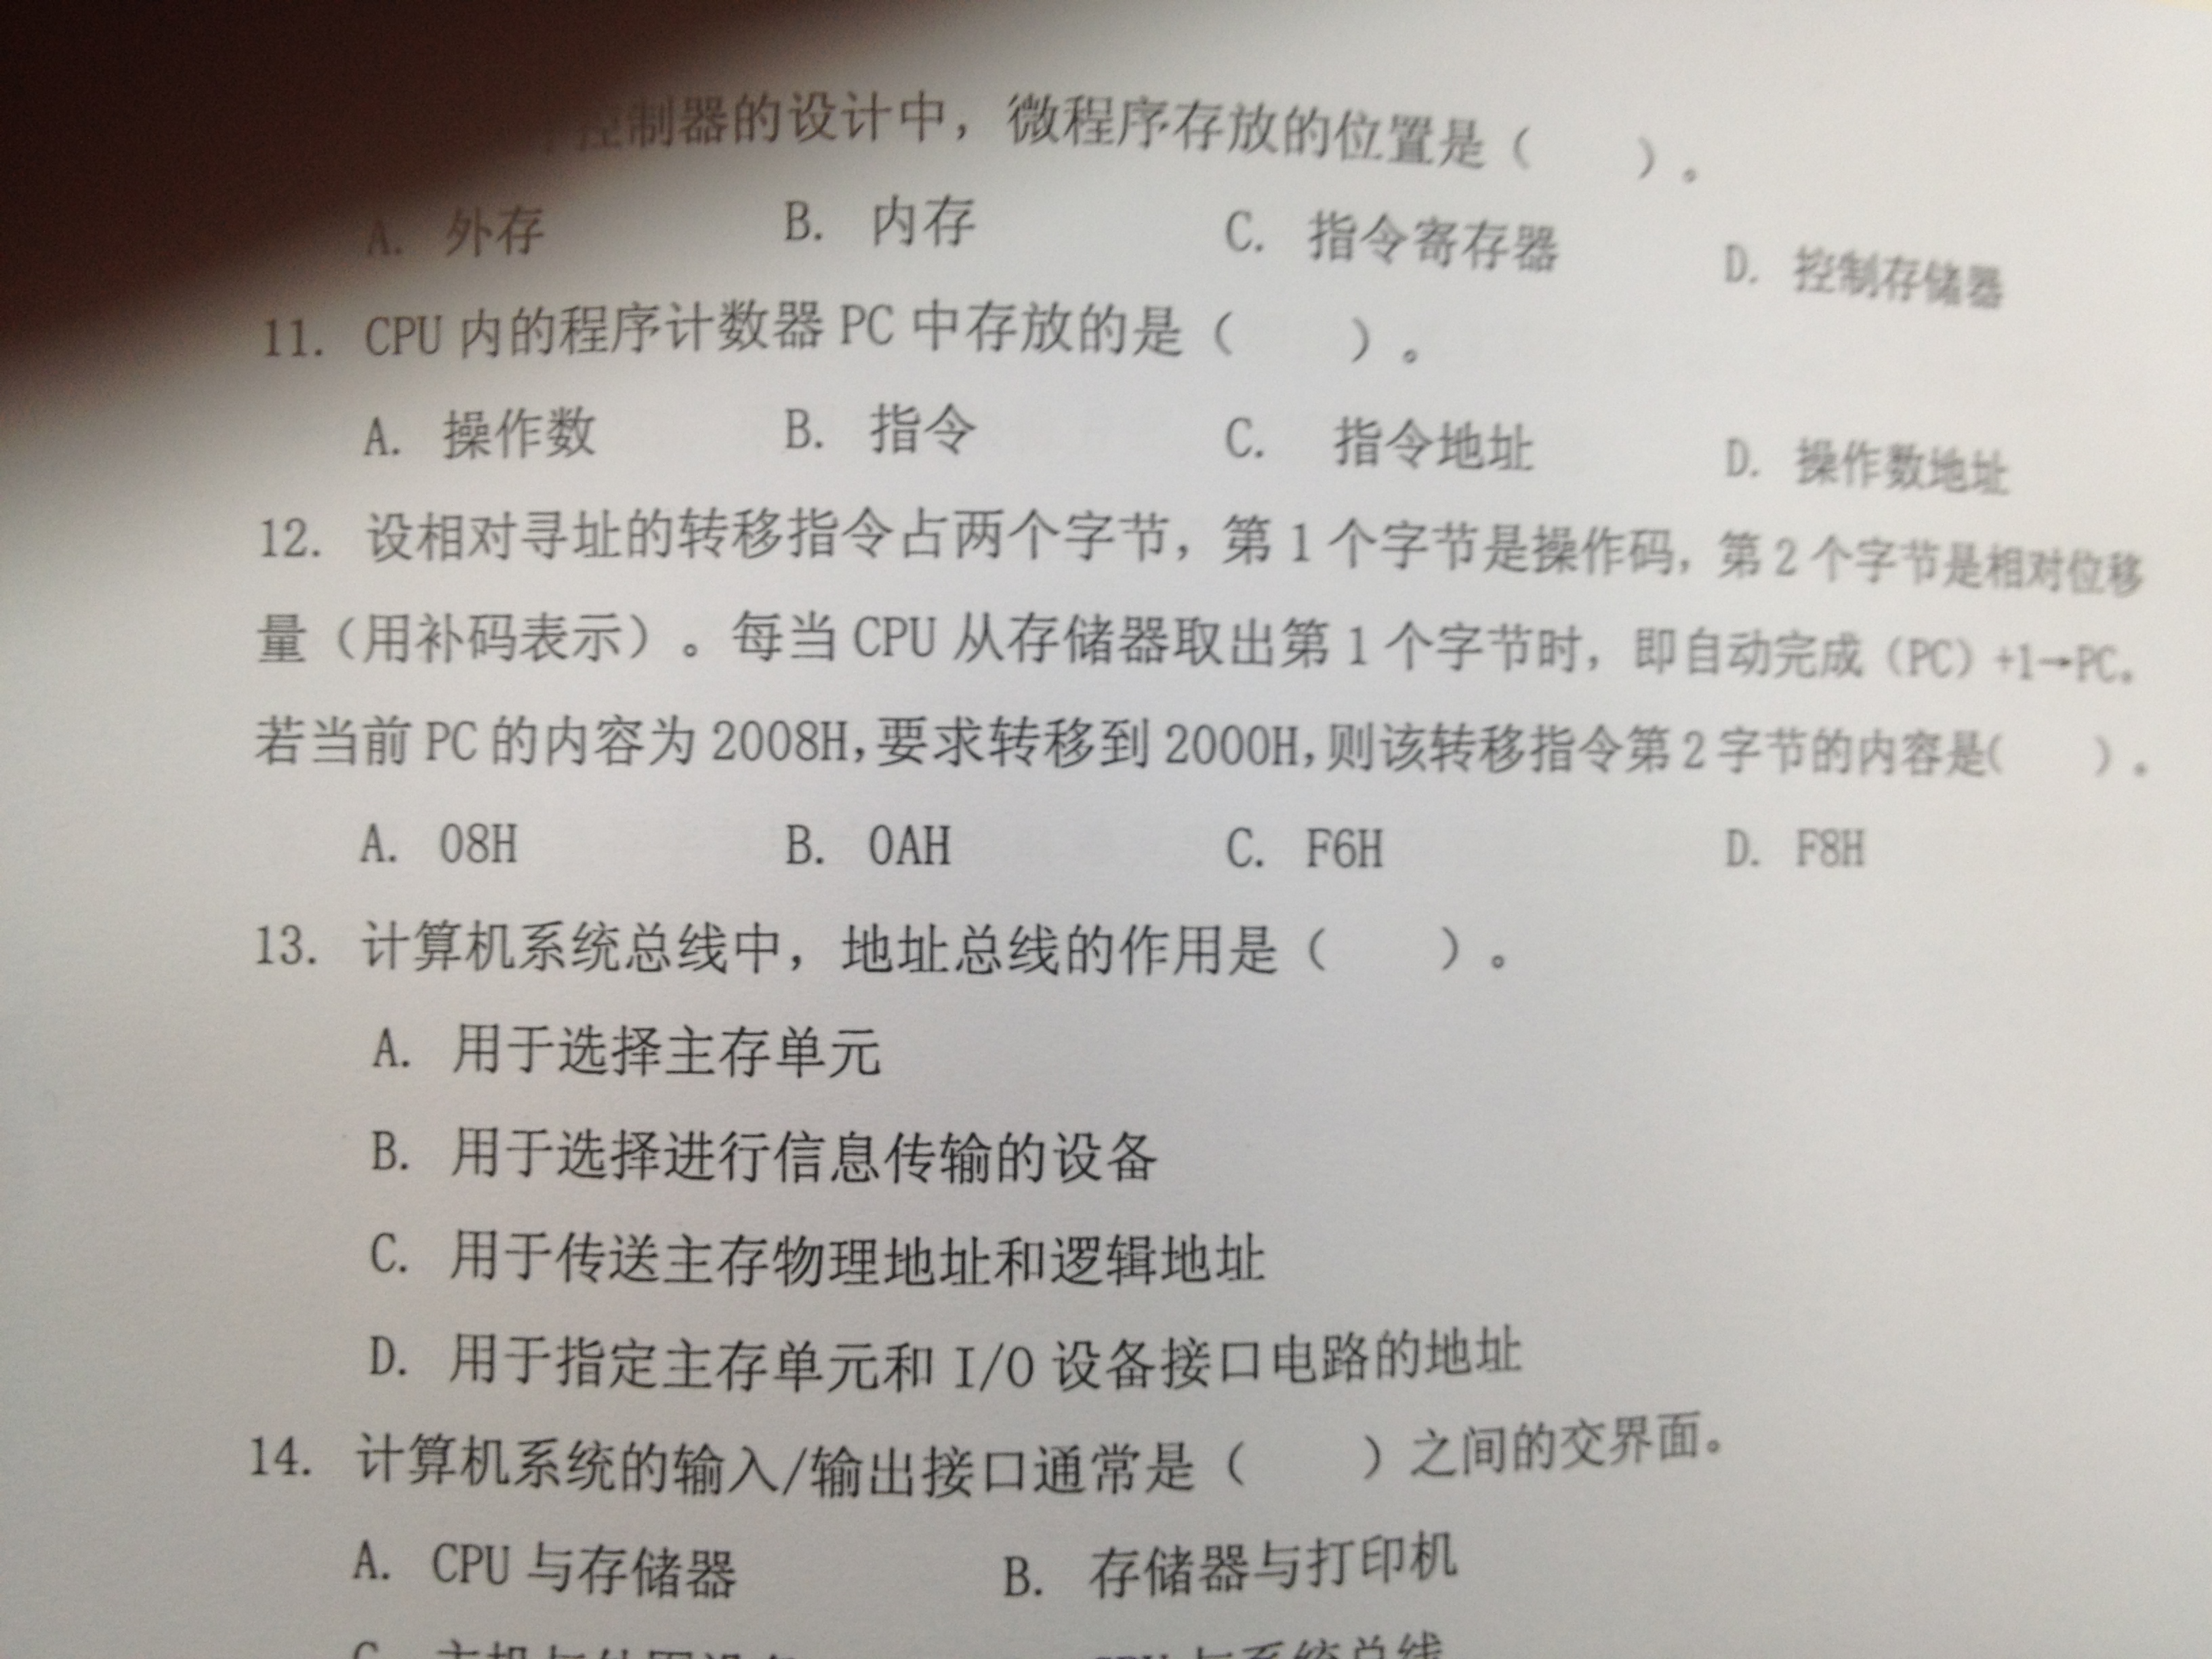 控制器的设计中，微程序存放的位置是（　　）。
A. 外存　B. 内存　C. 指令寄存器　D. 控制存储器
11. CPU 内的程序计数器 PC 中存放的是（　　）。
A. 操作数　B. 指令　C. 指令地址　D. 操作数地址
12. 设相对寻址的转移指令占两个字节，第 1 个字节是操作码，第 2 个字节是相对位移
量（用补码表示）。每当 CPU 从存储器取出第 1 个字节时，即自动完成（PC）+1→PC。
若当前 PC 的内容为 2008H,要求转移到 2000H,则该转移指令第 2 字节的内容是(　　)。
A. 08H　B. 0AH　C. F6H　D. F8H
13. 计算机系统总线中，地址总线的作用是（　　）。
A. 用于选择主存单元
B. 用于选择进行信息传输的设备
C. 用于传送主存物理地址和逻辑地址
D. 用于指定主存单元和 I/O 设备接口电路的地址
14. 计算机系统的输入/输出接口通常是（　　）之间的交界面。
A. CPU 与存储器　B. 存储器与打印机
与系统总线